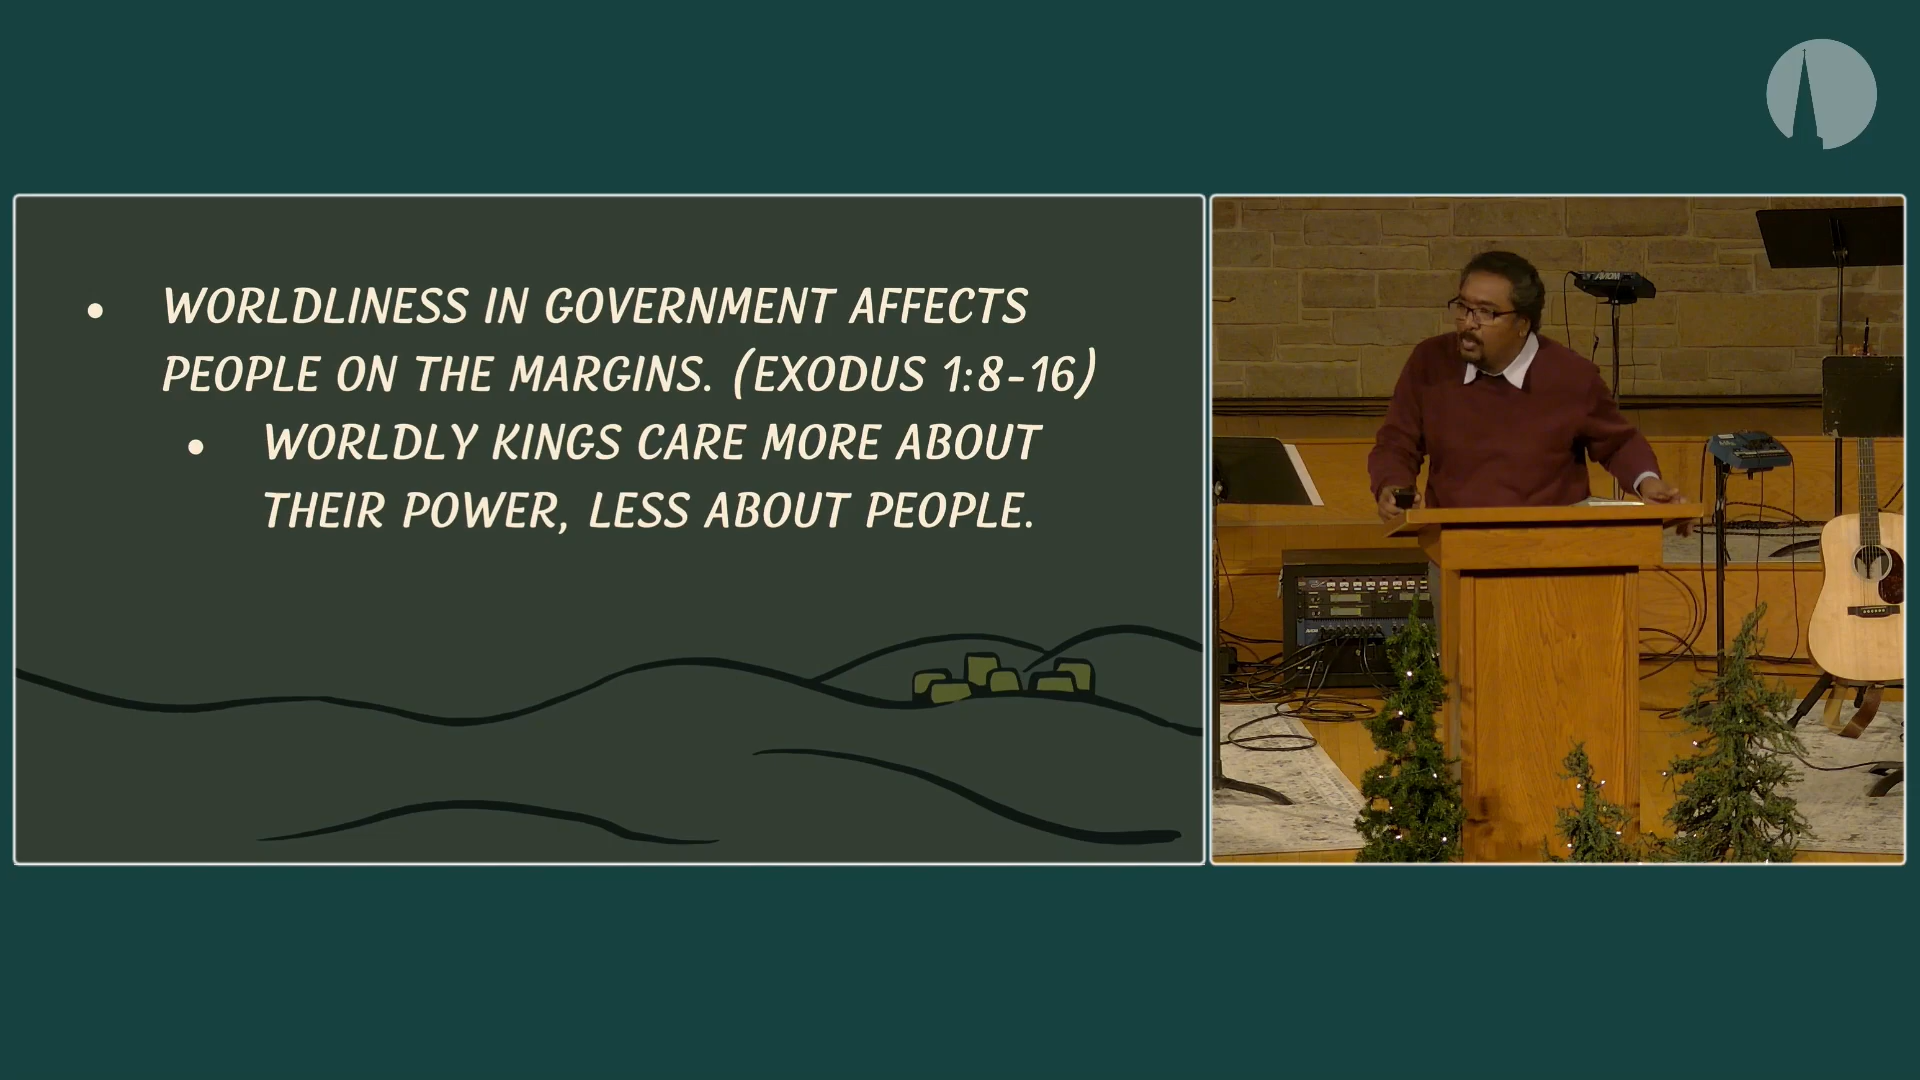 • WORLDLINESS IN GOVERNMENT AFFECTS
PEOPLE ON THE MARGINS. (EXODUS 1:8-16)
• WORLDLY KINGS CARE MORE ABOUT
THEIR POWER, LESS ABOUT PEOPLE.
AVIOM